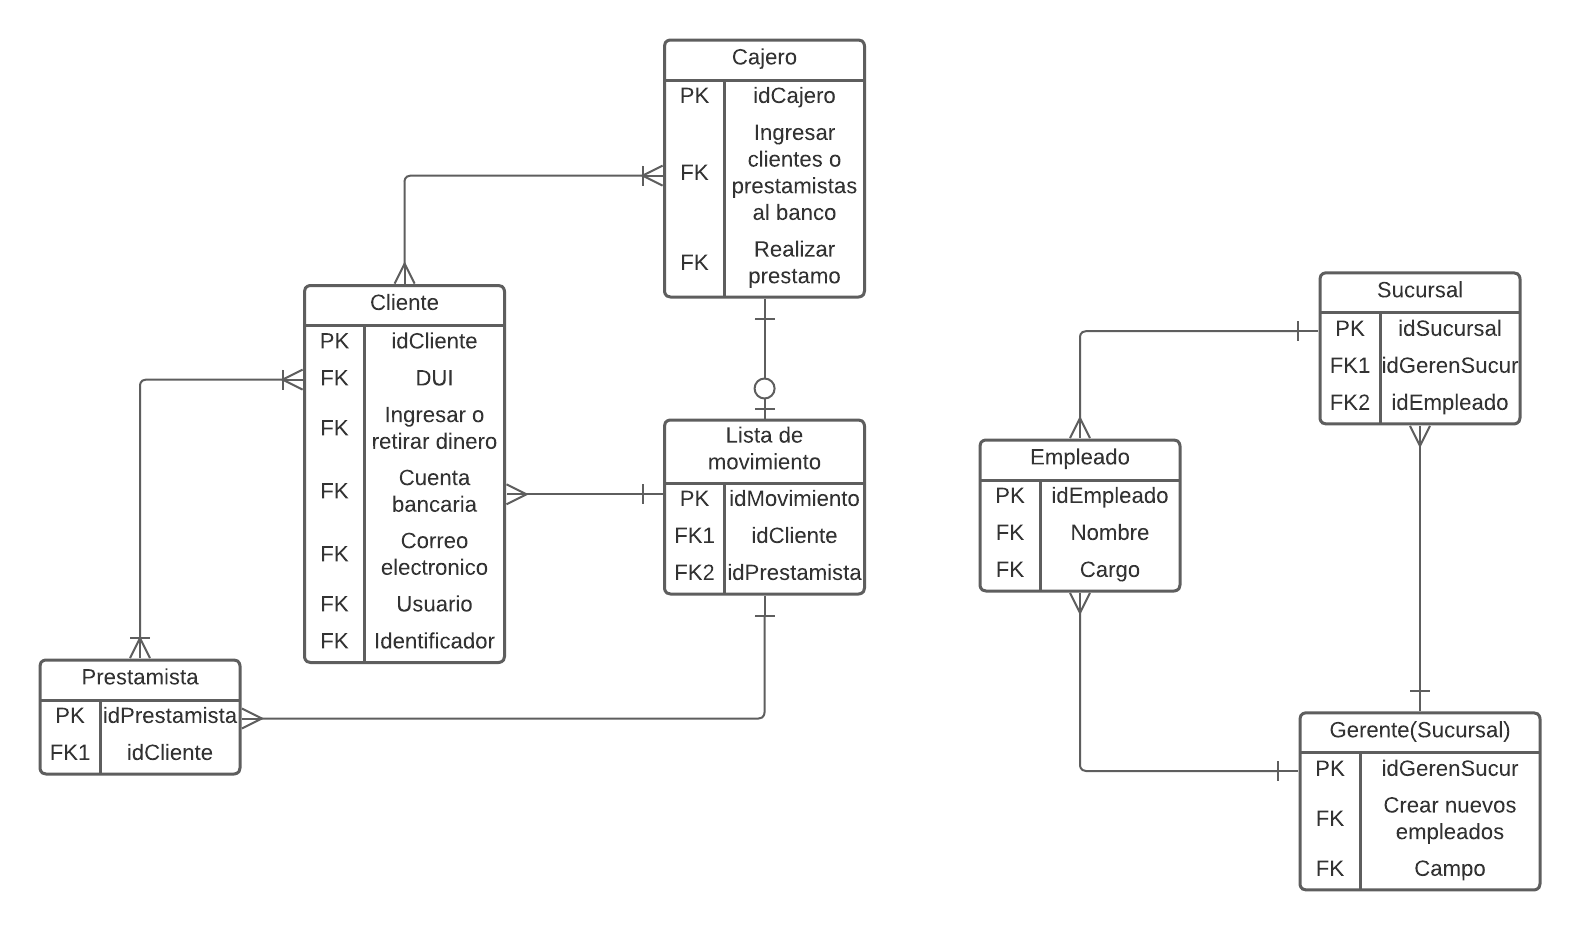 Cajero
PK idCajero
Ingresar
clientes o
FK prestamistas
al banco
Realizar
FK prestamo
Cliente
PK idCliente
FK DUI
Ingresar o
FK retirar dinero
Cuenta
FK bancaria
Correo
FK electronico
FK Usuario
FK Identificador
Lista de
movimiento
PK idMovimiento
FK1 idCliente
FK2 idPrestamista
Prestamista
PK idPrestamista
FK1 idCliente
Sucursal
PK idSucursal
FK1 idGerenSucur
FK2 idEmpleado
Empleado
PK idEmpleado
FK Nombre
FK Cargo
Gerente(Sucursal)
PK idGerenSucur
Crear nuevos
FK empleados
FK Campo